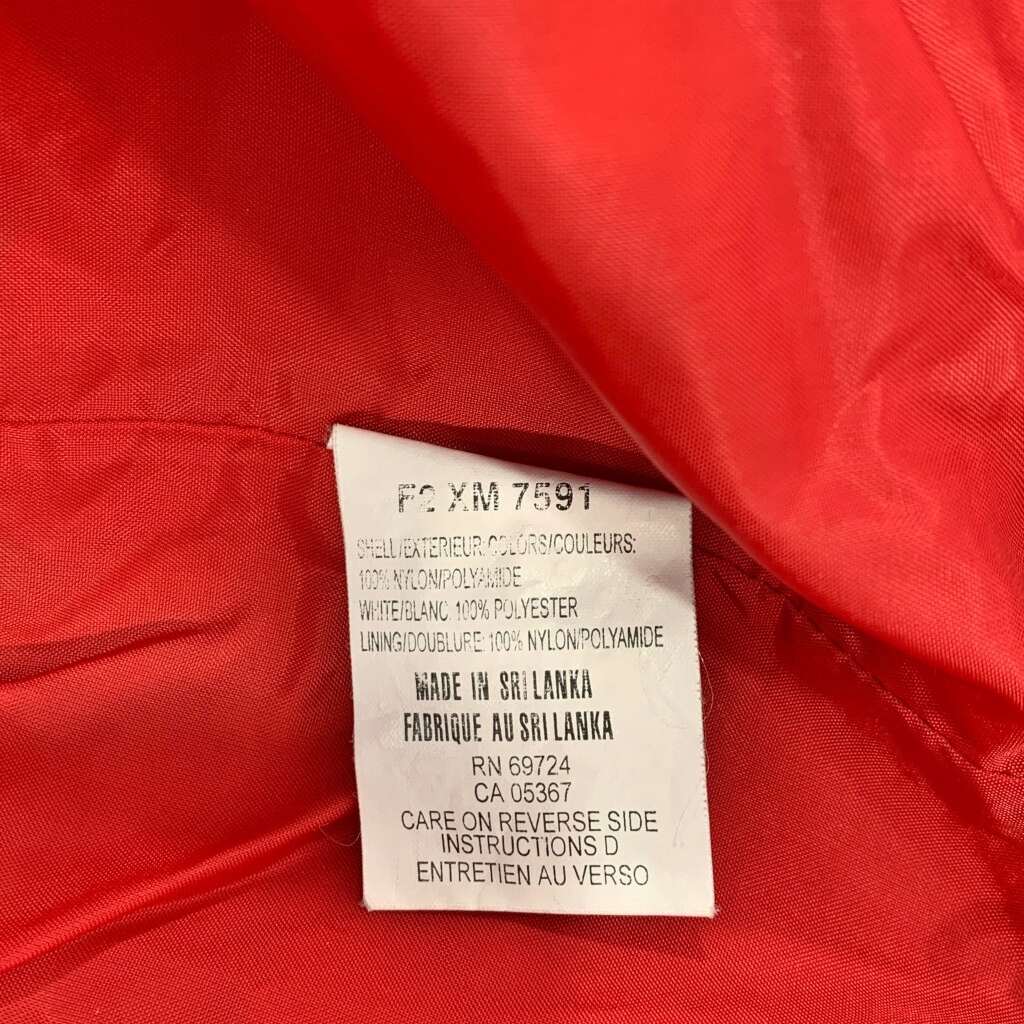 F2 XM 7591
SHELL/EXTERIEUR: COLORS/COULEURS:
100% NYLON/POLYAMIDE
WHITE/BLANC: 100% POLYESTER
LINING/DOUBLURE: 100% NYLON/POLYAMIDE
MADE IN SRI LANKA
FABRIQUE AU SRI LANKA
RN 69724
CA 05367
CARE ON REVERSE SIDE
INSTRUCTIONS D
ENTRETIEN AU VERSO